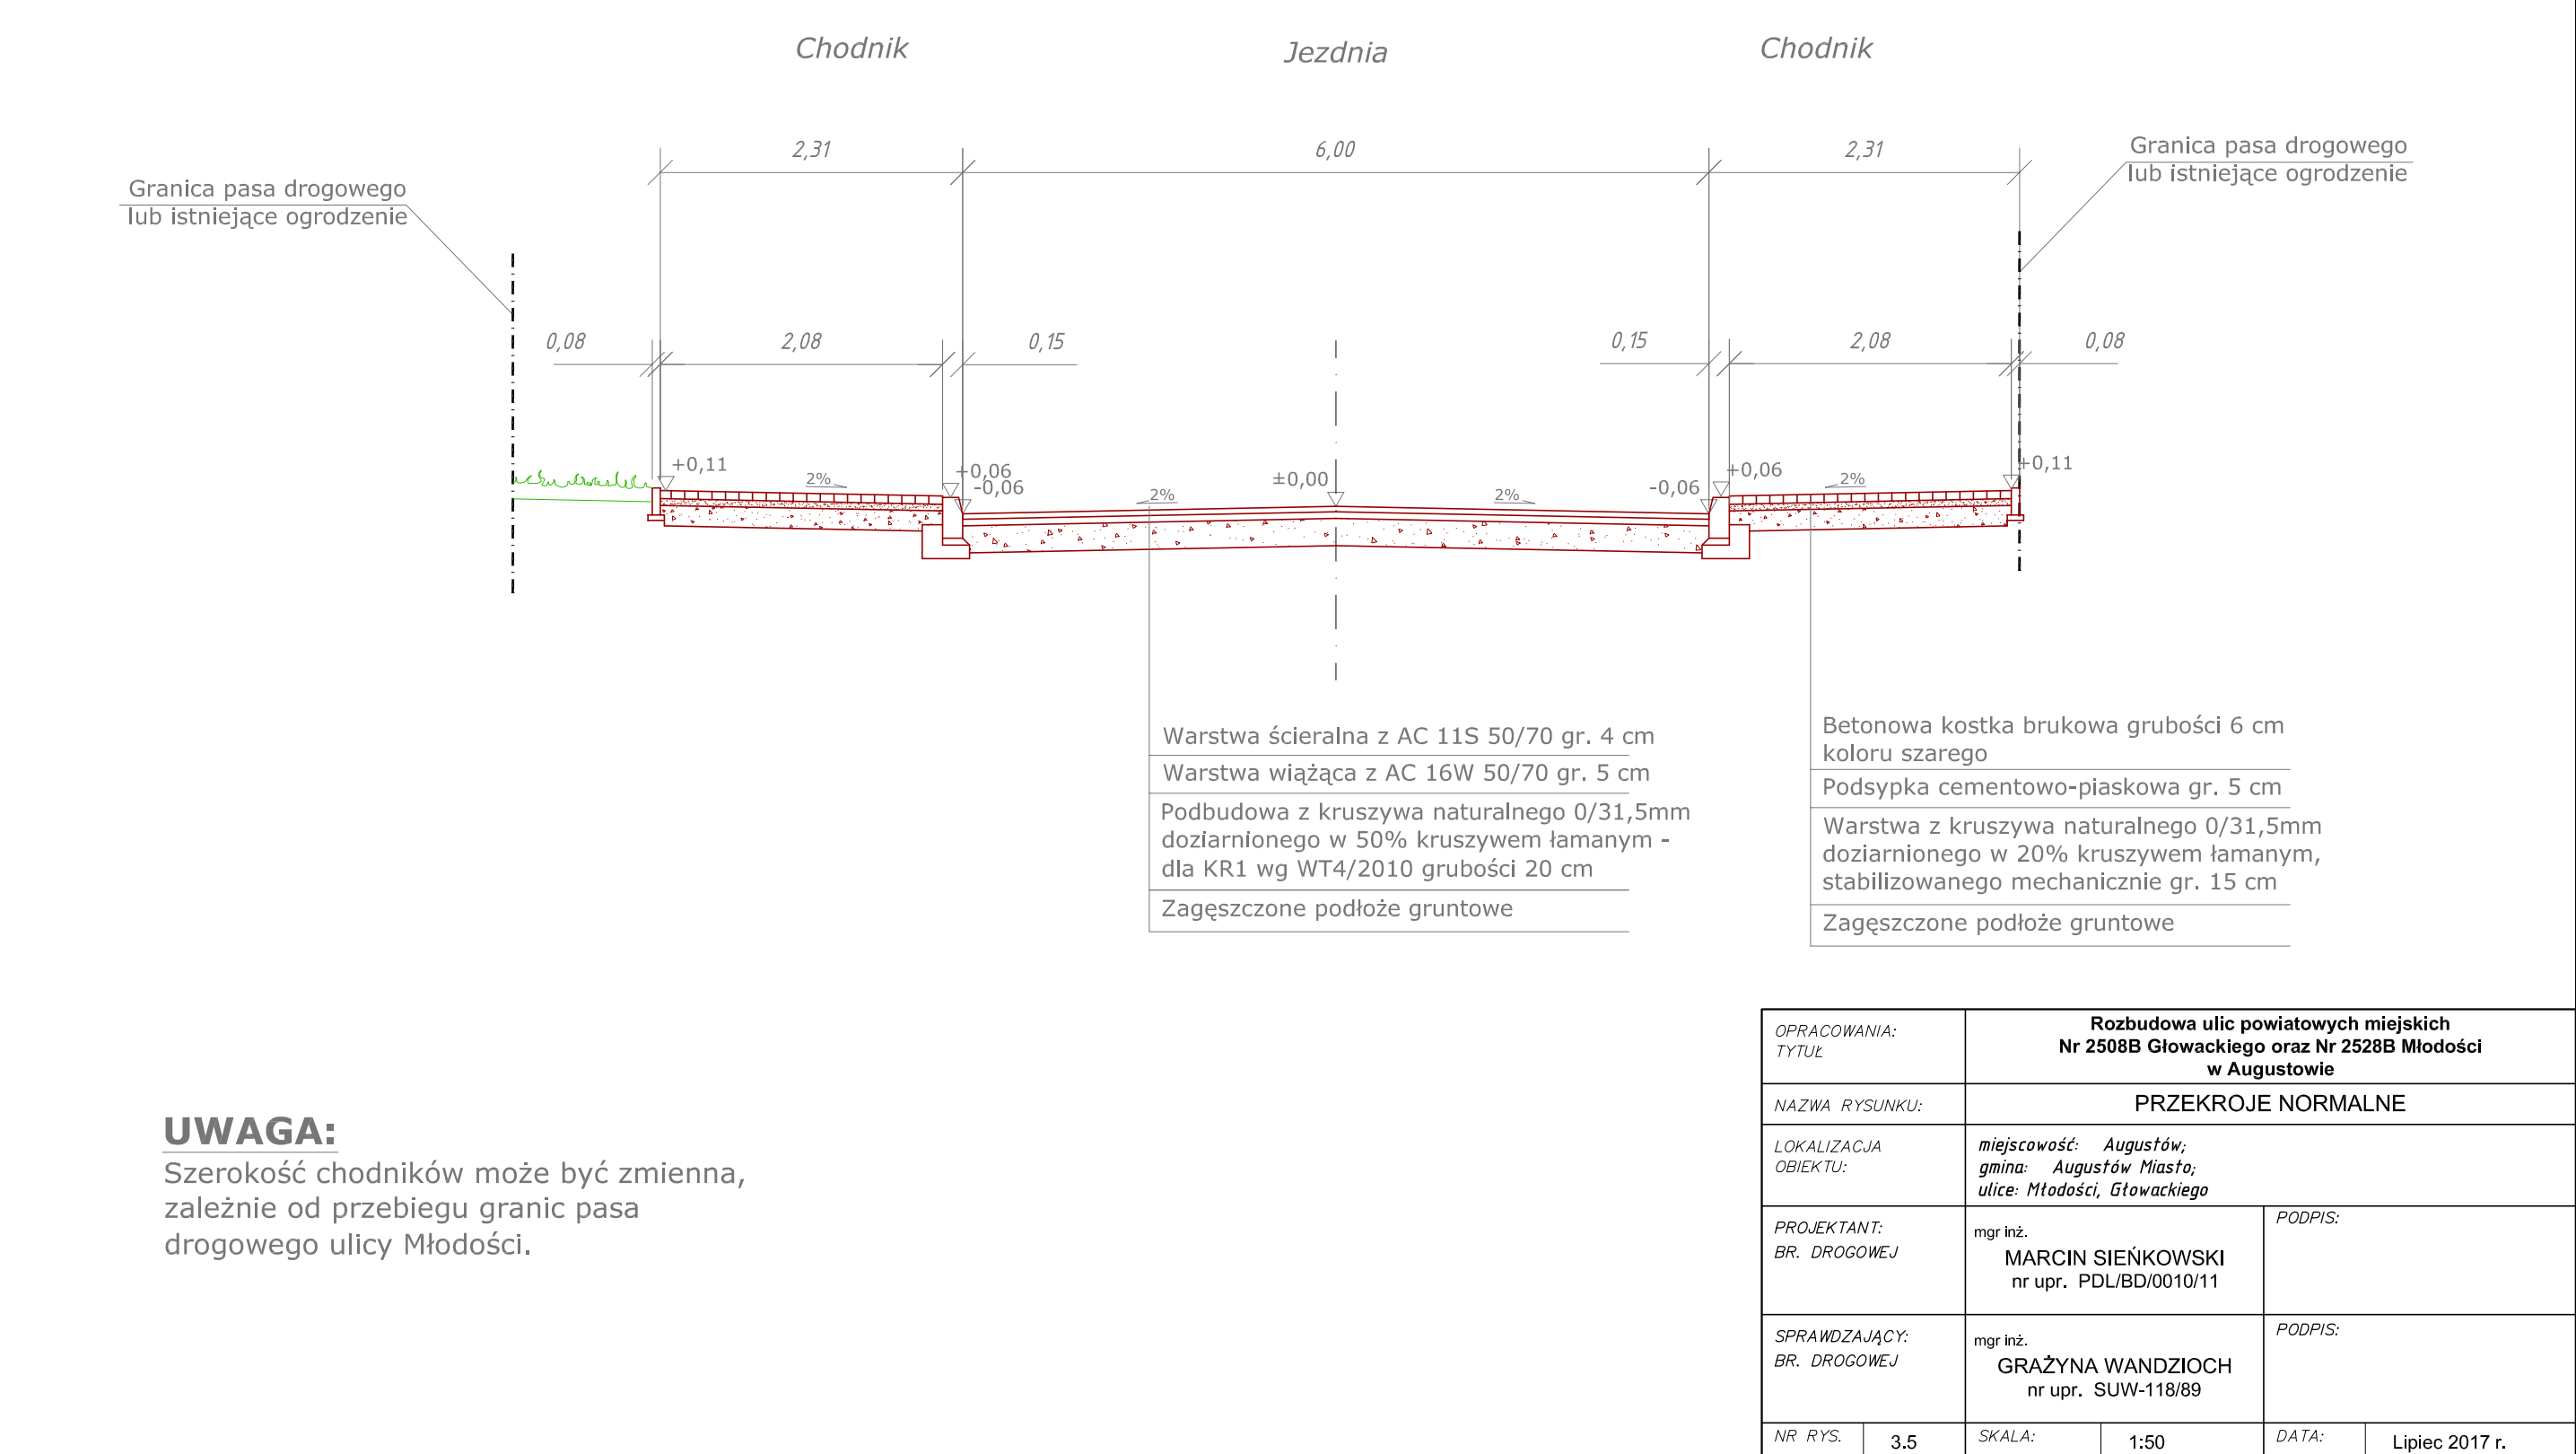 Chodnik
Jezdnia
Chodnik
2,31
6,00
2,31
Granica pasa drogowego
lub istniejące ogrodzenie
Granica pasa drogowego
lub istniejące ogrodzenie
0,08
2,08
0,15
0,15
2,08
0,08
+0,11
2%
+0,06
-0,06
2%
±0,00
2%
-0,06
+0,06
2%
+0,11
Warstwa ścieralna z AC 11S 50/70 gr. 4 cm
Warstwa wiążąca z AC 16W 50/70 gr. 5 cm
Podbudowa z kruszywa naturalnego 0/31,5mm
doziarnionego w 50% kruszywem łamanym -
dla KR1 wg WT4/2010 grubości 20 cm
Zagęszczone podłoże gruntowe
Betonowa kostka brukowa grubości 6 cm
koloru szarego
Podsypka cementowo-piaskowa gr. 5 cm
Warstwa z kruszywa naturalnego 0/31,5mm
doziarnionego w 20% kruszywem łamanym,
stabilizowanego mechanicznie gr. 15 cm
Zagęszczone podłoże gruntowe
UWAGA:
Szerokość chodników może być zmienna,
zależnie od przebiegu granic pasa
drogowego ulicy Młodości.
OPRACOWANIA:
TYTUŁ
Rozbudowa ulic powiatowych miejskich
Nr 2508B Głowackiego oraz Nr 2528B Młodości
w Augustowie
NAZWA RYSUNKU:
PRZEKROJE NORMALNE
LOKALIZACJA
OBIEKTU:
miejscowość: Augustów;
gmina: Augustów Miasto;
ulice: Młodości, Głowackiego
PROJEKTANT:
BR. DROGOWEJ
mgr inż.
MARCIN SIEŃKOWSKI
nr upr. PDL/BD/0010/11
PODPIS:
SPRAWDZAJĄCY:
BR. DROGOWEJ
mgr inż.
GRAŻYNA WANDZIOCH
nr upr. SUW-118/89
PODPIS:
NR RYS.
3.5
SKALA:
1:50
DATA:
Lipiec 2017 r.